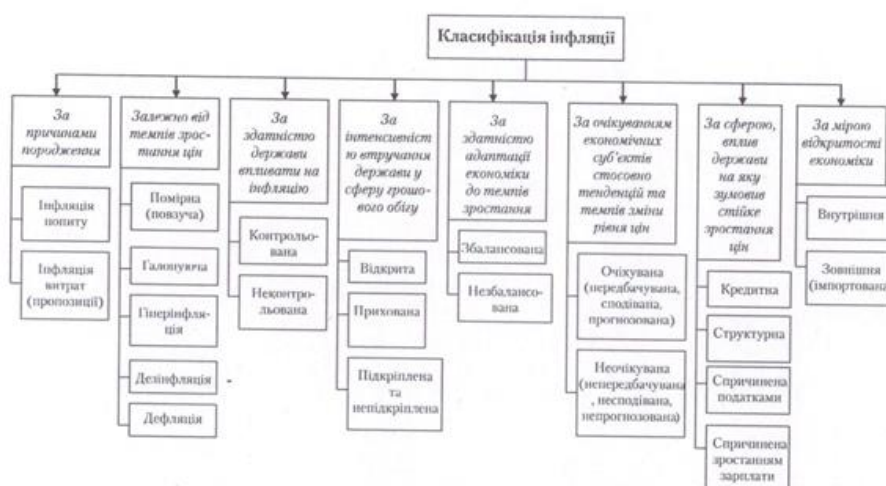 Класифікація інфляції
За
причинами
породження
Інфляція
попиту
Інфляція
витрат
(пропозиції)
Залежно від
темпів зрос-
тання цін
Помірна
(повзуча)
Галопуюча
Гіперінфля-
ція
Дезінфляція
Дефляція
За
здатністю
держави
впливати на
інфляцію
Контрольо-
вана
Неконтро-
льована
За
інтенсивніст
ю втручання
держави у
сферу грошо-
вого обігу
Відкрита
Прихована
Підкріплена
та
непідкріплена
За
здатністю
адаптації
економіки
до темпів
зростання
Збалансована
Незбалансо-
вана
За очікуванням
економічних
суб'єктів
стосовно
тенденцій та
темпів зміни
рівня цін
Очікувана
(передбачувана,
сподівана,
прогнозована)
Неочікувана
(непередбачувана
, несподівана,
непрогнозована)
За сферою,
вплив
держави
на яку
зумовив
стійке
зростання
цін
Кредитна
Структурна
Спричинена
податками
Спричинена
зростанням
зарплати
За мірою
відкритості
економіки
Внутрішня
Зовнішня
(імпортована)